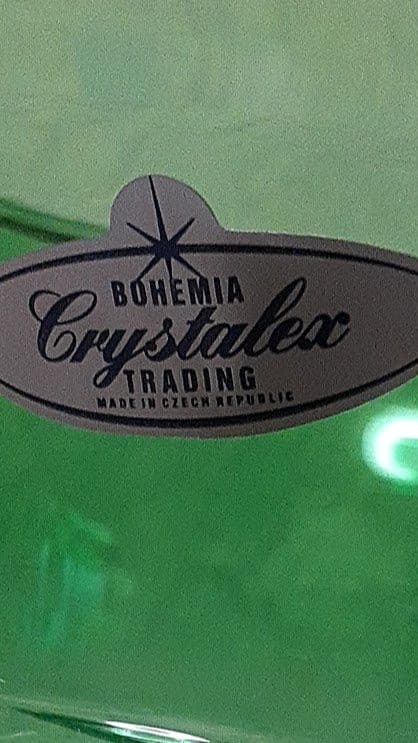 BOHEMIA
Crystalex
TRADING
MADE IN CZECH REPUBLIC